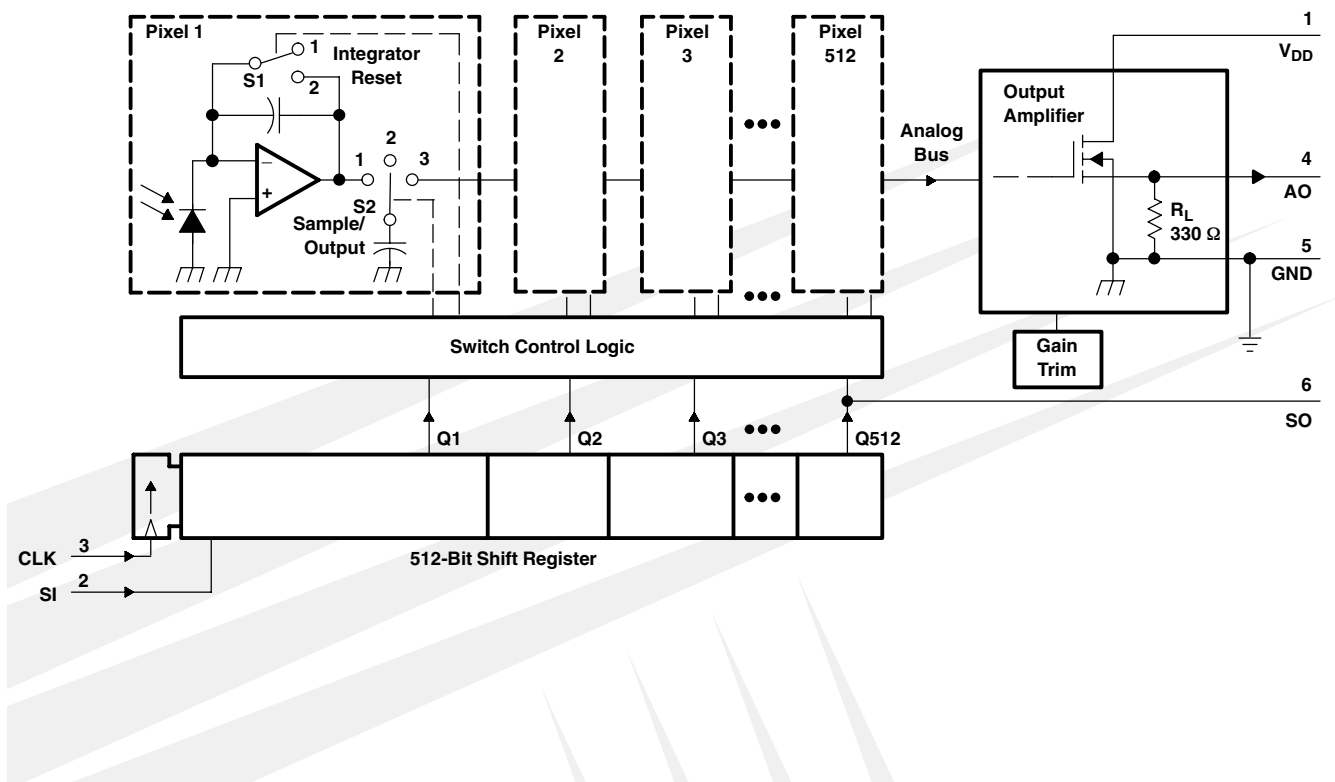 Pixel 1
1
Integrator
Reset
S1
2
2
1
3
S2
Sample/
Output
−
+
Pixel
2
Pixel
3
Pixel
512
Analog
Bus
Output
Amplifier
1
VDD
4
AO
RL
330 Ω
5
GND
Gain
Trim
Switch Control Logic
6
SO
Q1
Q2
Q3
Q512
CLK
3
SI
2
512-Bit Shift Register